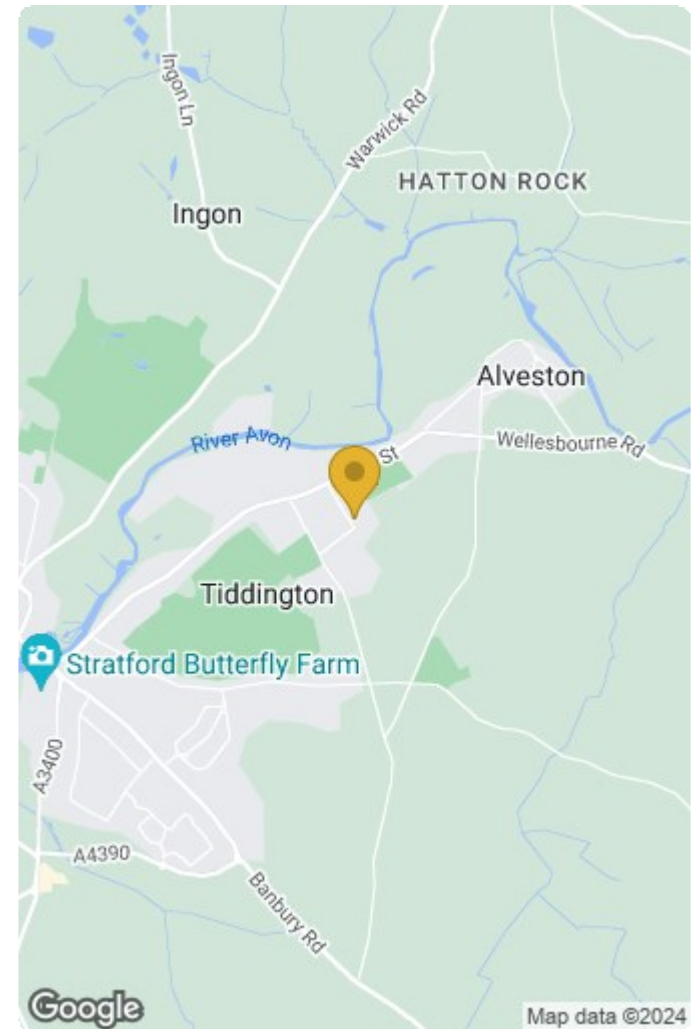 Ingon Ln
Warwick Rd
HATTON ROCK
Ingon
Alveston
River Avon
St
Wellesbourne Rd
Tiddington
Stratford Butterfly Farm
A3400
A4390
Banbury Rd
Google
Map data ©2024